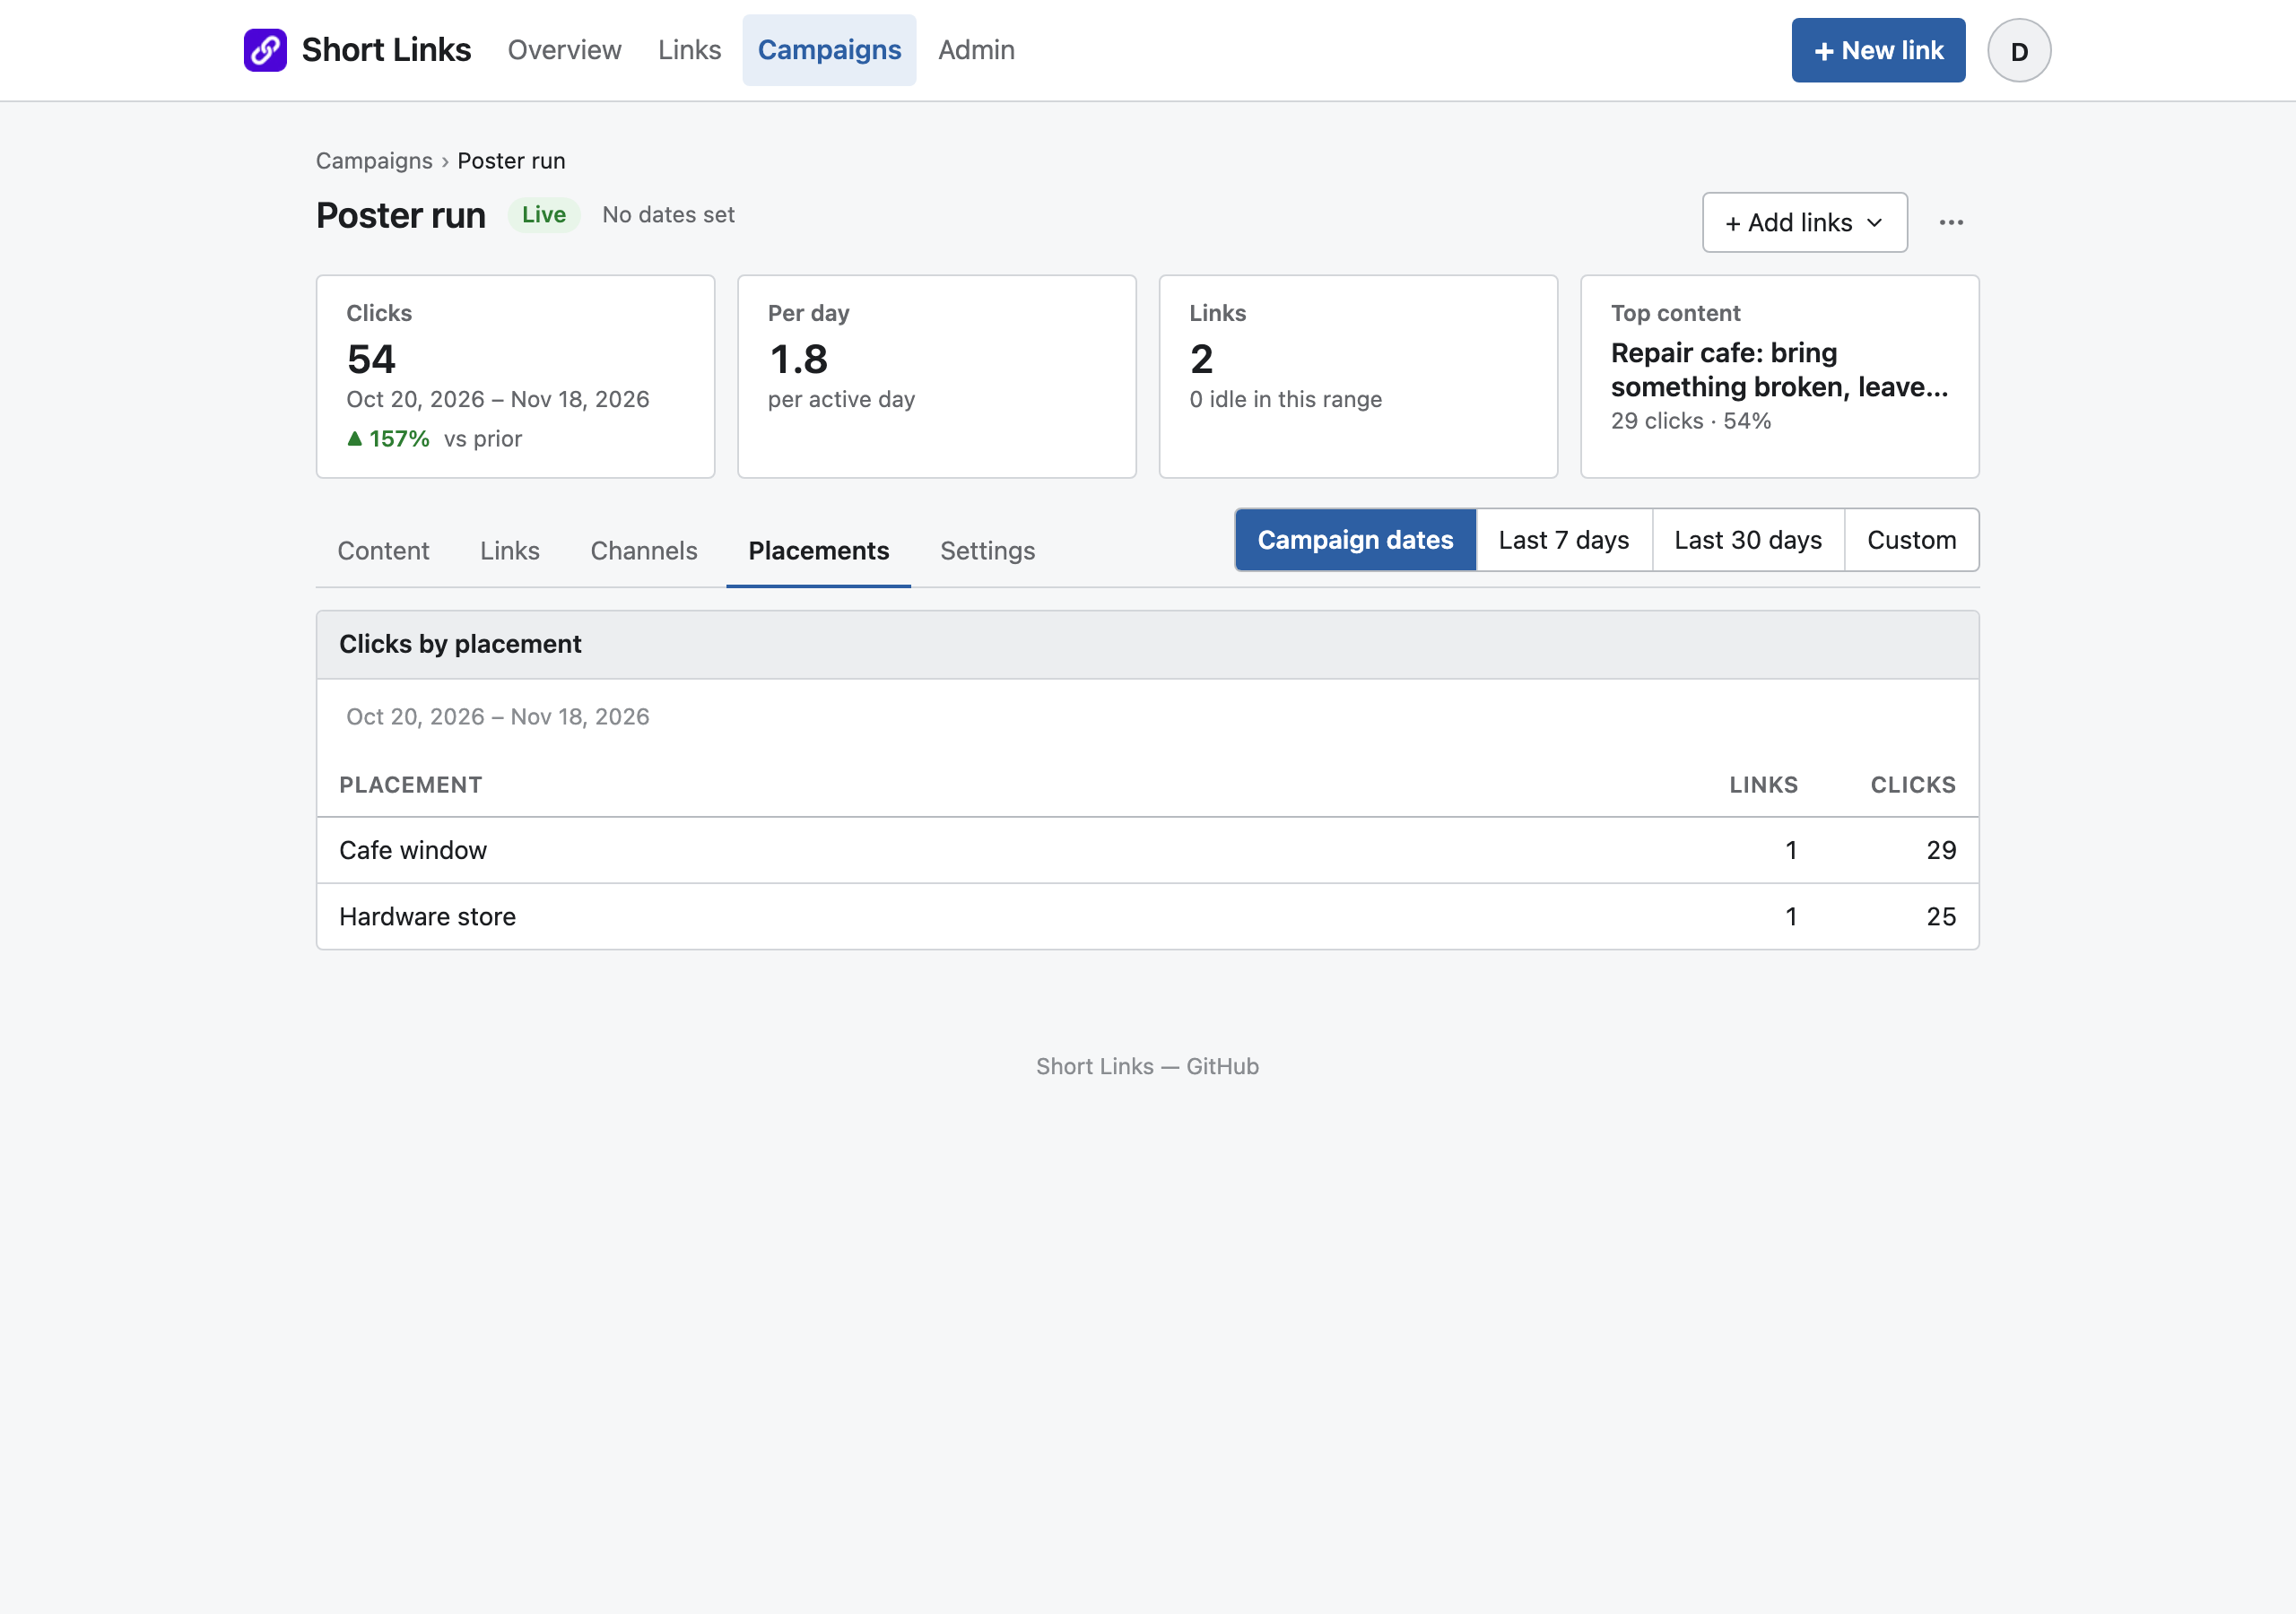 Short Links Overview Links Campaigns Admin + New link D
Campaigns › Poster run
Poster run Live No dates set + Add links ···
Clicks
54
Oct 20, 2026 – Nov 18, 2026
▲ 157% vs prior
Per day
1.8
per active day
Links
2
0 idle in this range
Top content
Repair cafe: bring
something broken, leave...
29 clicks · 54%
Content Links Channels Placements Settings
Campaign dates Last 7 days Last 30 days Custom
Clicks by placement
Oct 20, 2026 – Nov 18, 2026
PLACEMENT LINKS CLICKS
Cafe window 1 29
Hardware store 1 25
Short Links — GitHub